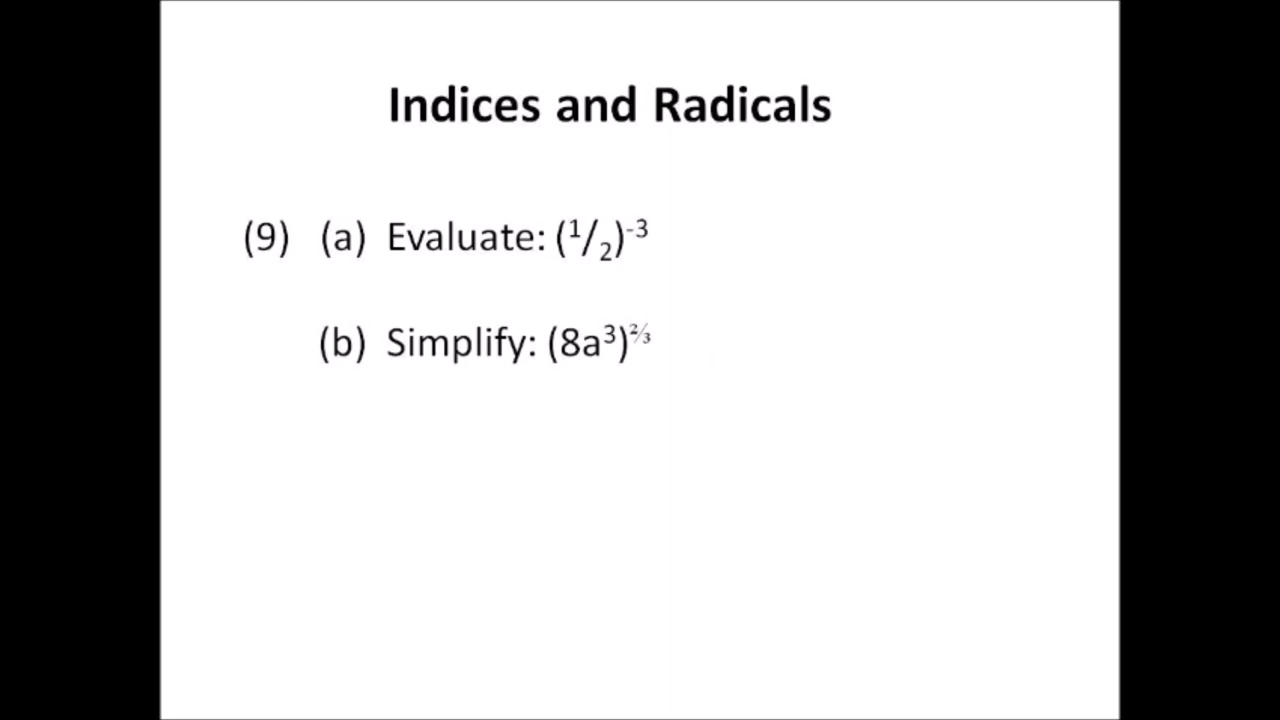 Indices and Radicals
(9) (a) Evaluate: (¹/₂)⁻³
(b) Simplify: (8a³)^⅔